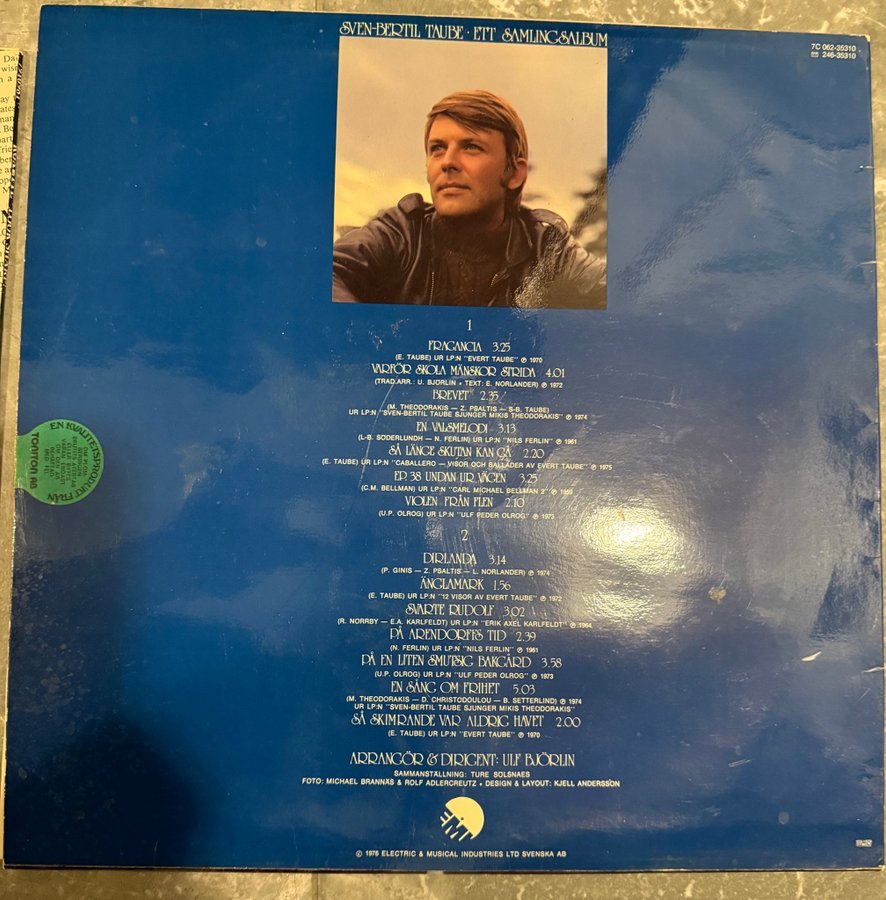 SVEN-BERTIL TAUBE · ETT SAMLINGSALBUM
7C 062-35310
246-35310
1
FRAGANCIA 3.25
(E. TAUBE) UR LP:N "EVERT TAUBE" ℗ 1970
VARFÖR SKOLA MÄNSKOR STRIDA 4.01
(TRAD.ARR.: U. BJÖRLIN • TEXT: E. NORLANDER) ℗ 1972
BREVET 2.35
(M. THEODORAKIS — Z. PSALTIS — S-B. TAUBE)
UR LP:N "SVEN-BERTIL TAUBE SJUNGER MIKIS THEODORAKIS" ℗ 1974
EN VALSMELODI 3.13
(L-B. SÖDERLUNDH — N. FERLIN) UR LP:N "NILS FERLIN" ℗ 1961
SÅ LÄNGE SKUTAN KAN GÅ 2.20
(E. TAUBE) UR LP:N "CABALLERO — VISOR OCH BALLADER AV EVERT TAUBE" ℗ 1975
EP 38 UNDAN UR VÄGEN 3.25
(C.M. BELLMAN) UR LP:N "CARL MICHAEL BELLMAN 2" ℗ 1959
VIOLEN FRÅN FLEN 2.10
(U.P. OLROG) UR LP:N "ULF PEDER OLROG" ℗ 1973
2
DIRLANDA 3.14
(P. GINIS — Z. PSALTIS — L. NORLANDER) ℗ 1974
ÄNGLAMARK 1.56
(E. TAUBE) UR LP:N "12 VISOR AV EVERT TAUBE" ℗ 1972
SVARTE RUDOLF 3.02
(R. NORRBY — E.A. KARLFELDT) UR LP:N "ERIK AXEL KARLFELDT" ℗ 1964
PÅ ARENDORFFS TID 2.39
(N. FERLIN) UR LP:N "NILS FERLIN" ℗ 1961
PÅ EN LITEN SMUTSIG BAKGÅRD 3.58
(U.P. OLROG) UR LP:N "ULF PEDER OLROG" ℗ 1973
EN SÅNG OM FRIHET 5.03
(M. THEODORAKIS — D. CHRISTODOULOU — B. SETTERLIND) ℗ 1974
UR LP:N "SVEN-BERTIL TAUBE SJUNGER MIKIS THEODORAKIS"
SÅ SKIMRANDE VAR ALDRIG HAVET 2.00
(E. TAUBE) UR LP:N "EVERT TAUBE" ℗ 1970
ARRANGÖR & DIRIGENT: ULF BJÖRLIN
SAMMANSTÄLLNING: TURE SOLSNAES
FOTO: MICHAEL BRANNÄS & ROLF ADLERCREUTZ • DESIGN & LAYOUT: KJELL ANDERSSON
EMI
© 1976 ELECTRIC & MUSICAL INDUSTRIES LTD SVENSKA AB
EN KVALITETSPRODUKT FRÅN
TONTON AB